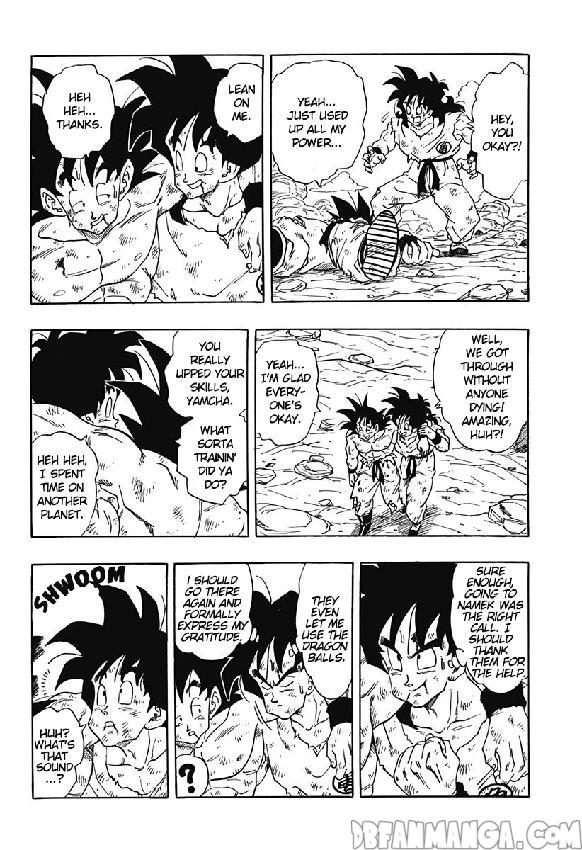 HEY,
YOU
OKAY?!
YEAH...
JUST USED
UP ALL MY
POWER...
LEAN
ON
ME.
HEH
HEH...
THANKS.
WELL,
WE GOT
THROUGH
WITHOUT
ANYONE
DYING!
AMAZING,
HUH?!
YEAH...
I'M GLAD
EVERY-
ONE'S
OKAY.
YOU
REALLY
UPPED YOUR
SKILLS,
YAMCHA.
WHAT
SORTA
TRAININ'
DID YA
DO?
HEH HEH,
I SPENT
TIME ON
ANOTHER
PLANET.
SURE
ENOUGH,
GOING TO
NAMEK WAS
THE RIGHT
CALL. I
SHOULD
THANK
THEM FOR
THE HELP.
THEY
EVEN
LET ME
USE THE
DRAGON
BALLS.
I SHOULD
GO THERE
AGAIN AND
FORMALLY
EXPRESS MY
GRATITUDE.
?
SHWOOM
HUH?
WHAT'S
THAT
SOUND
...?
DBFANMANGA.COM